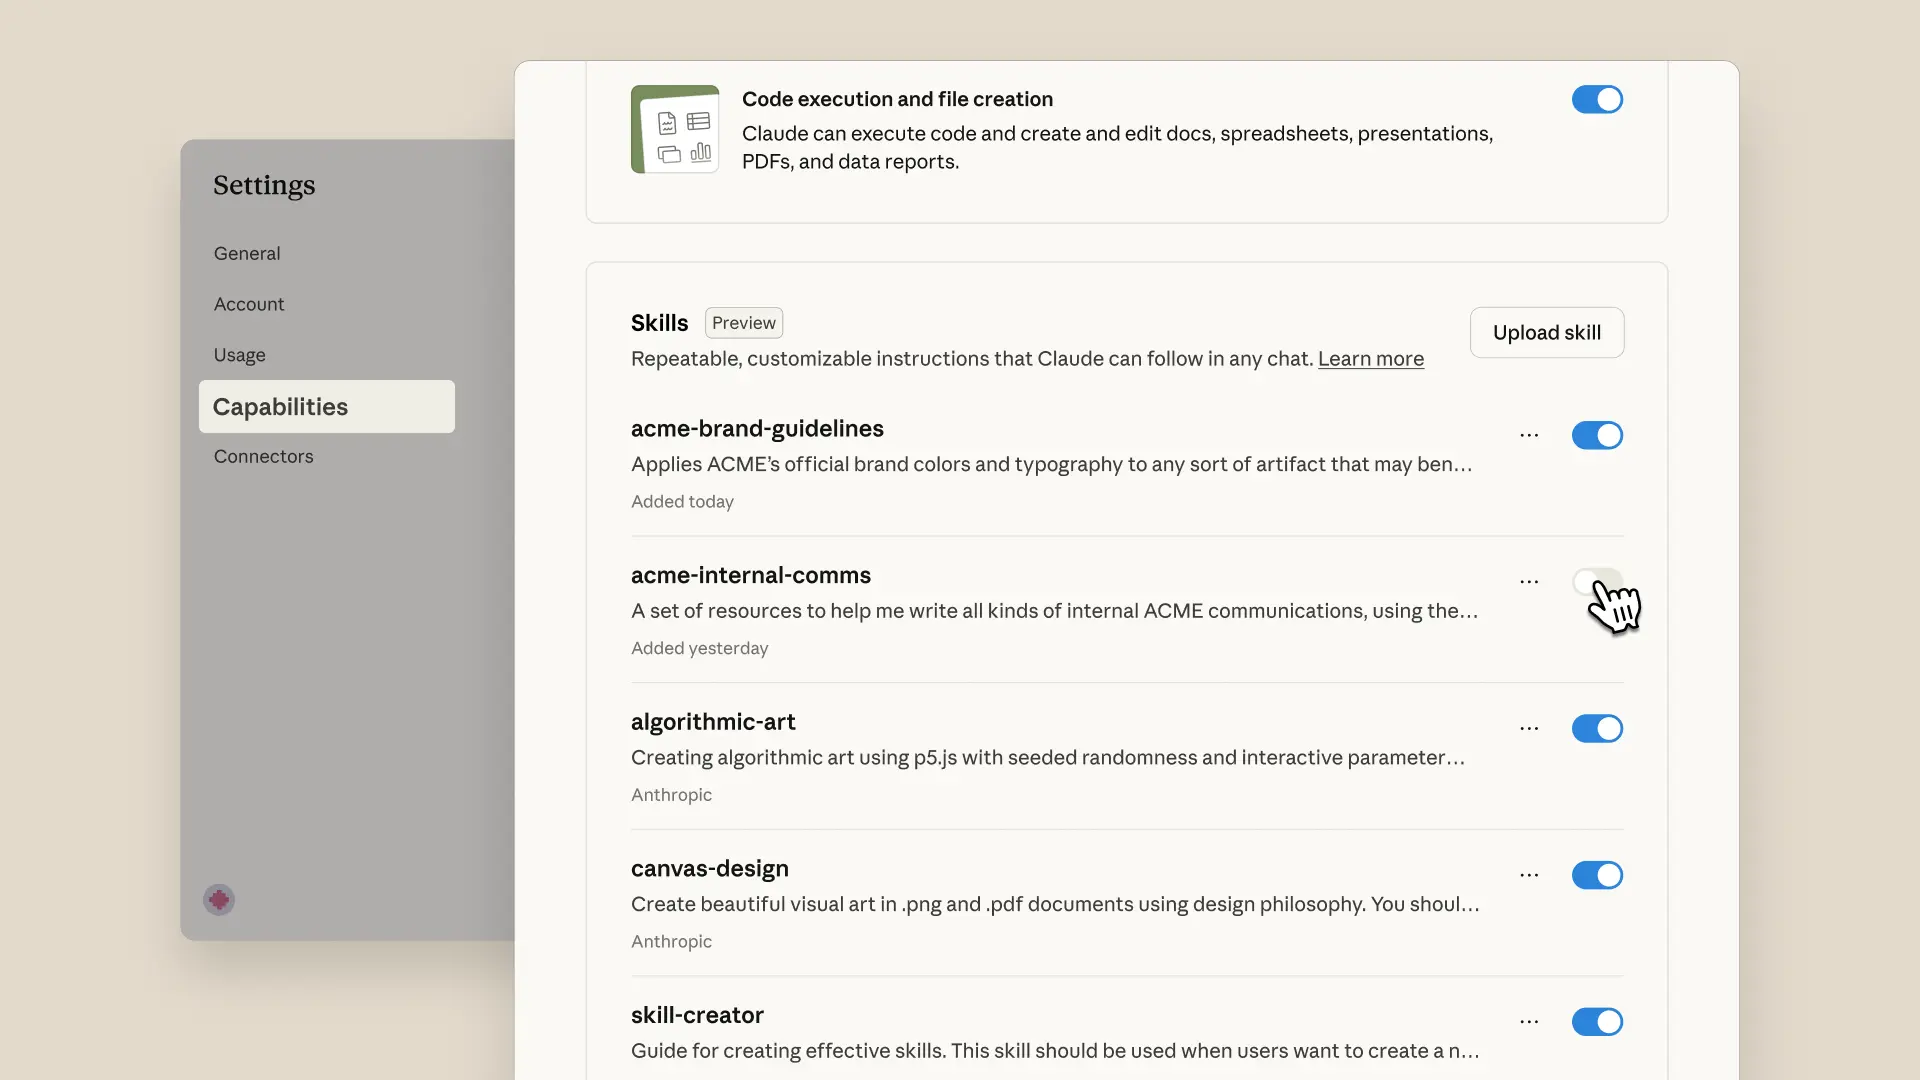 Settings
General
Account
Usage
Capabilities
Connectors
Code execution and file creation
Claude can execute code and create and edit docs, spreadsheets, presentations,
PDFs, and data reports.
Skills Preview
Upload skill
Repeatable, customizable instructions that Claude can follow in any chat. Learn more
acme-brand-guidelines
Applies ACME’s official brand colors and typography to any sort of artifact that may ben...
Added today
acme-internal-comms
A set of resources to help me write all kinds of internal ACME communications, using the...
Added yesterday
algorithmic-art
Creating algorithmic art using p5.js with seeded randomness and interactive parameter...
Anthropic
canvas-design
Create beautiful visual art in .png and .pdf documents using design philosophy. You shoul...
Anthropic
skill-creator
Guide for creating effective skills. This skill should be used when users want to create a n...